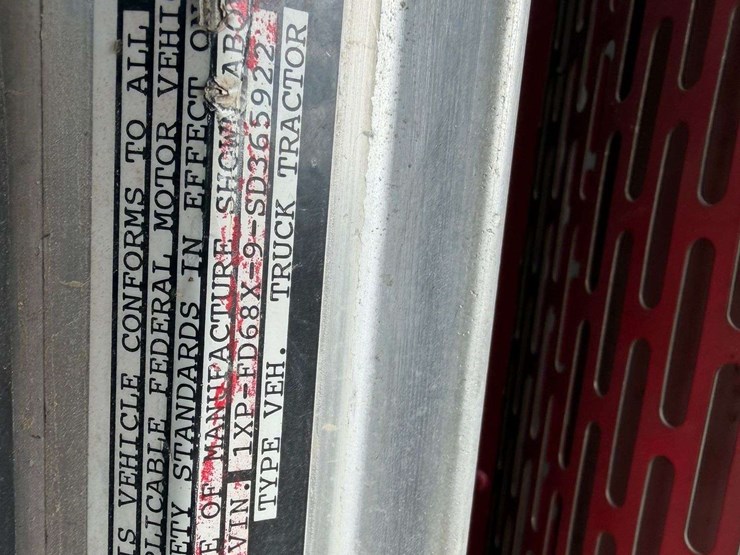 IS VEHICLE CONFORMS TO ALL
PLICABLE FEDERAL MOTOR VEHI
ETY STANDARDS IN EFFECT O
E OF MANUFACTURE SHOWN ABO
VIN. 1XP-FD68X-9-SD365922
TYPE VEH. TRUCK TRACTOR